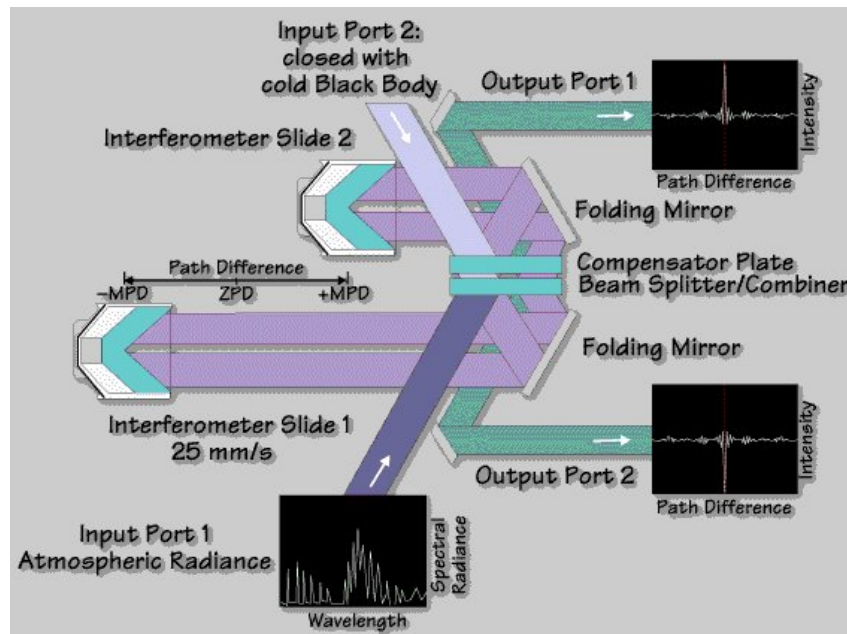 Input Port 2:
closed with
cold Black Body
Output Port 1
Intensity
Path Difference
Interferometer Slide 2
Folding Mirror
Path Difference
-MPD ZPD +MPD
Compensator Plate
Beam Splitter/Combiner
Folding Mirror
Interferometer Slide 1
25 mm/s
Intensity
Output Port 2
Path Difference
Input Port 1
Atmospheric Radiance
Spectral
Radiance
Wavelength